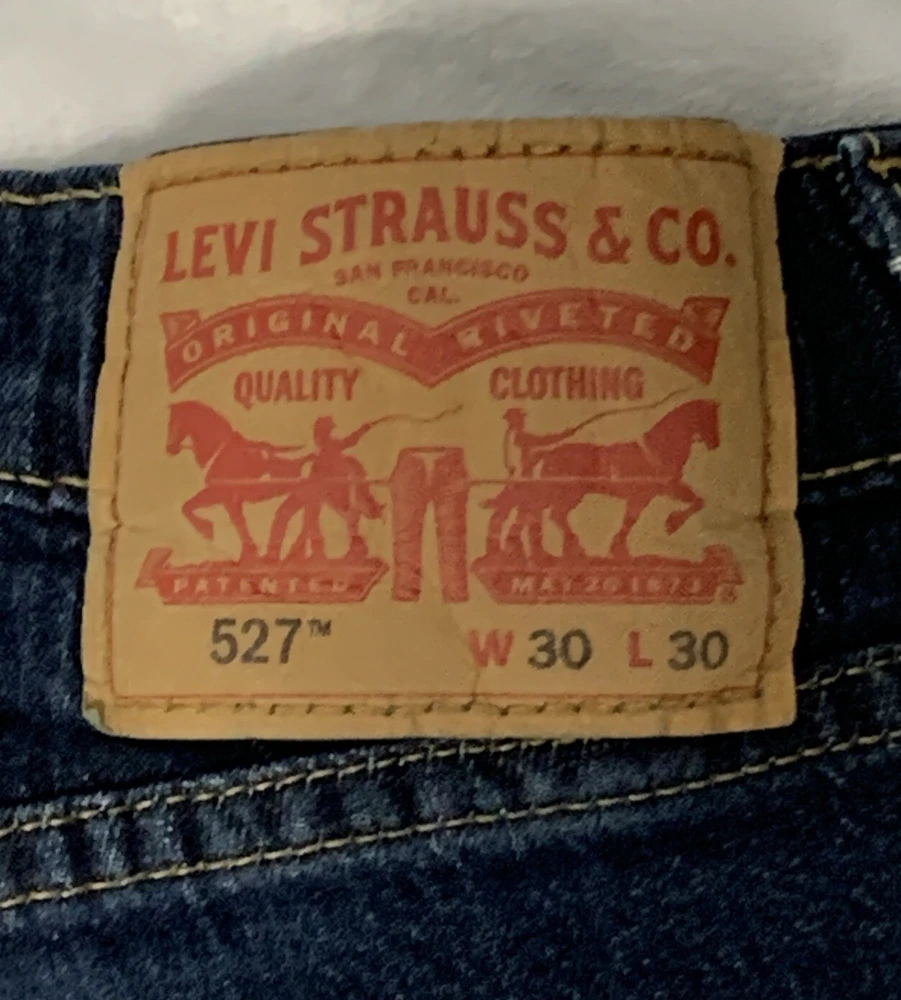 LEVI STRAUSS & CO.
SAN FRANCISCO
CAL.
ORIGINAL RIVETED
QUALITY CLOTHING
PATENTED MAY 20 1873
527™ W 30 L 30